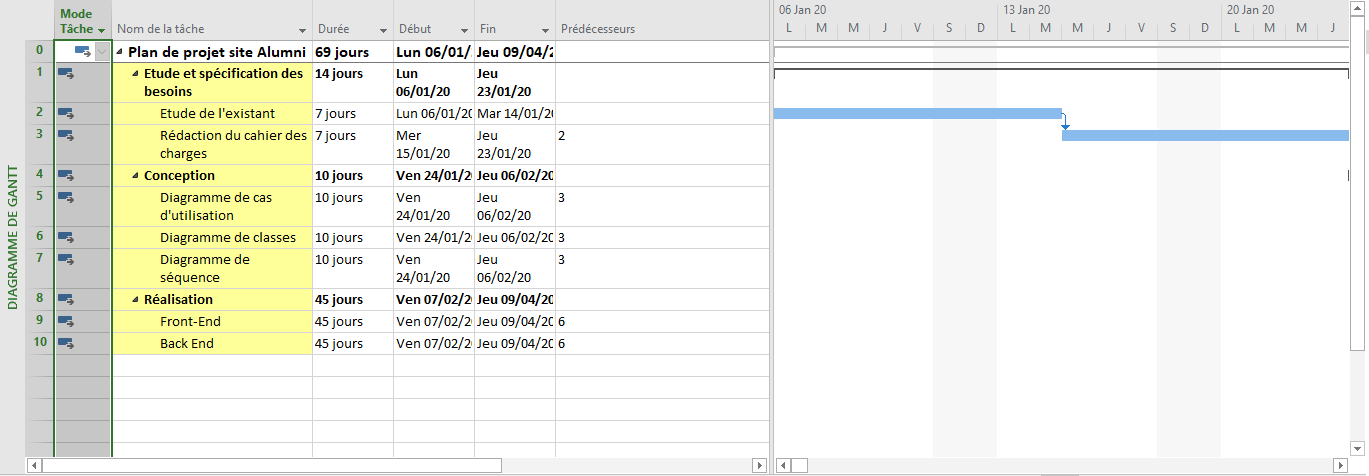 Mode Tâche Nom de la tâche Durée Début Fin Prédécesseurs
06 Jan 20 13 Jan 20 20 Jan 20
L M M J V S D L M M J V S D L M M J
DIAGRAMME DE GANTT
0 Plan de projet site Alumni 69 jours Lun 06/01/ Jeu 09/04/2
1 Etude et spécification des 14 jours Lun Jeu
besoins 06/01/20 23/01/20
2 Etude de l'existant 7 jours Lun 06/01/20 Mar 14/01/20
3 Rédaction du cahier des 7 jours Mer Jeu 2
charges 15/01/20 23/01/20
4 Conception 10 jours Ven 24/01/20 Jeu 06/02/20
5 Diagramme de cas 10 jours Ven Jeu 3
d'utilisation 24/01/20 06/02/20
6 Diagramme de classes 10 jours Ven 24/01/2 Jeu 06/02/20 3
7 Diagramme de 10 jours Ven Jeu 3
séquence 24/01/20 06/02/20
8 Réalisation 45 jours Ven 07/02/2 Jeu 09/04/20
9 Front-End 45 jours Ven 07/02/2 Jeu 09/04/20 6
10 Back End 45 jours Ven 07/02/2 Jeu 09/04/20 6